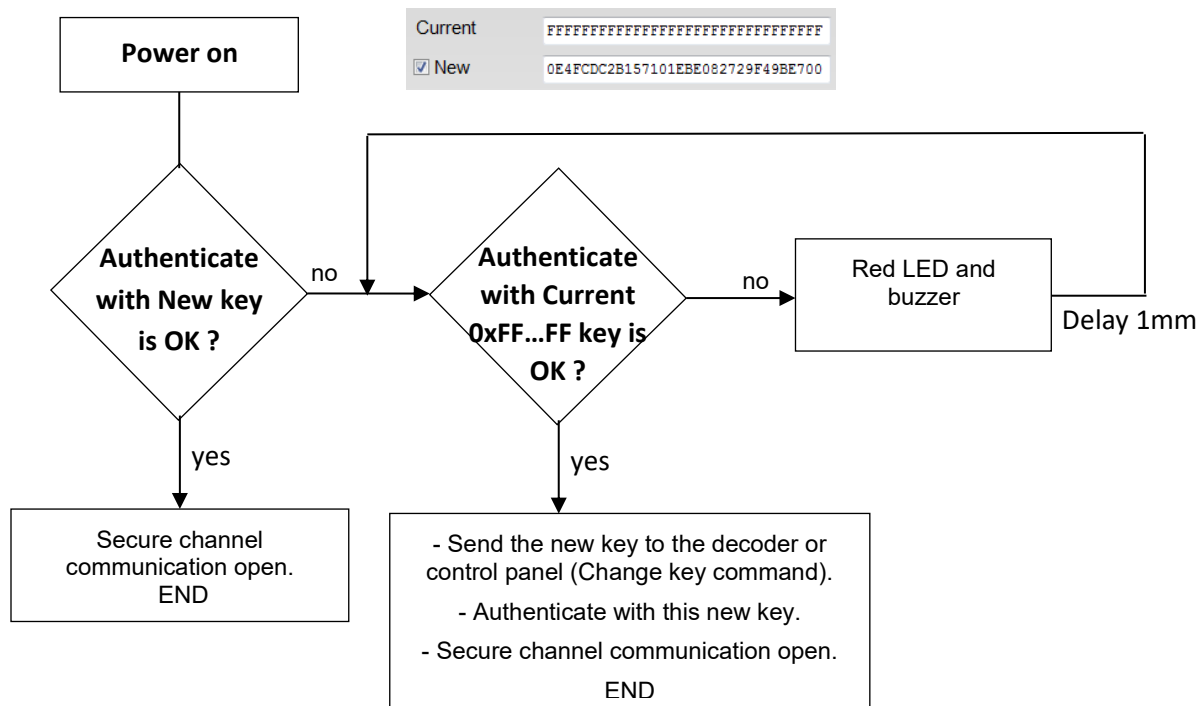 Power on
Current FFFFFFFFFFFFFFFFFFFFFFFFFFFFFFFF
New 0E4FCDC2B157101EBE082729F49BE700
Authenticate
with New key
is OK ?
no
Authenticate
with Current
0xFF...FF key is
OK ?
no
Red LED and
buzzer
Delay 1mm
yes
yes
Secure channel
communication open.
END
- Send the new key to the decoder or
control panel (Change key command).
- Authenticate with this new key.
- Secure channel communication open.
END